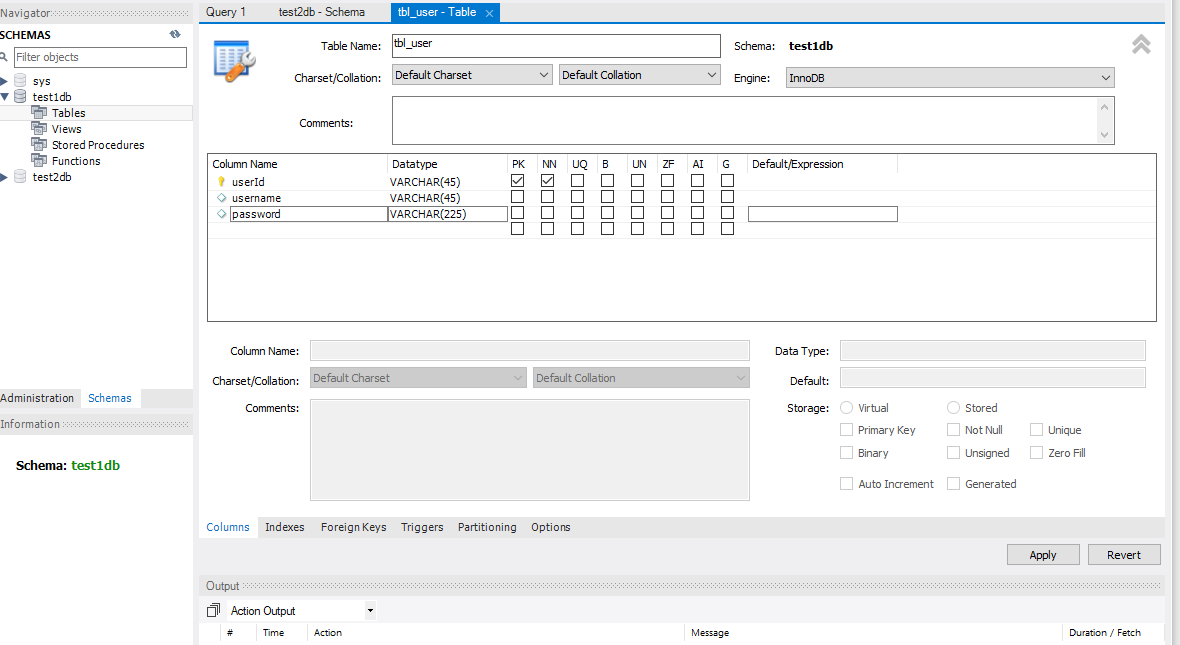 Navigator
Query 1 test2db - Schema tbl_user - Table
SCHEMAS
Filter objects
sys
test1db
Tables
Views
Stored Procedures
Functions
test2db
Administration Schemas
Information
Schema: test1db
Table Name: tbl_user Schema: test1db
Charset/Collation: Default Charset Default Collation Engine: InnoDB
Comments:
Column Name Datatype PK NN UQ B UN ZF AI G Default/Expression
userId VARCHAR(45)
username VARCHAR(45)
password VARCHAR(225)
Column Name: Data Type:
Charset/Collation: Default Charset Default Collation Default:
Comments: Storage: Virtual Stored
Primary Key Not Null Unique
Binary Unsigned Zero Fill
Auto Increment Generated
Columns Indexes Foreign Keys Triggers Partitioning Options
Apply Revert
Output
Action Output
# Time Action Message Duration / Fetch